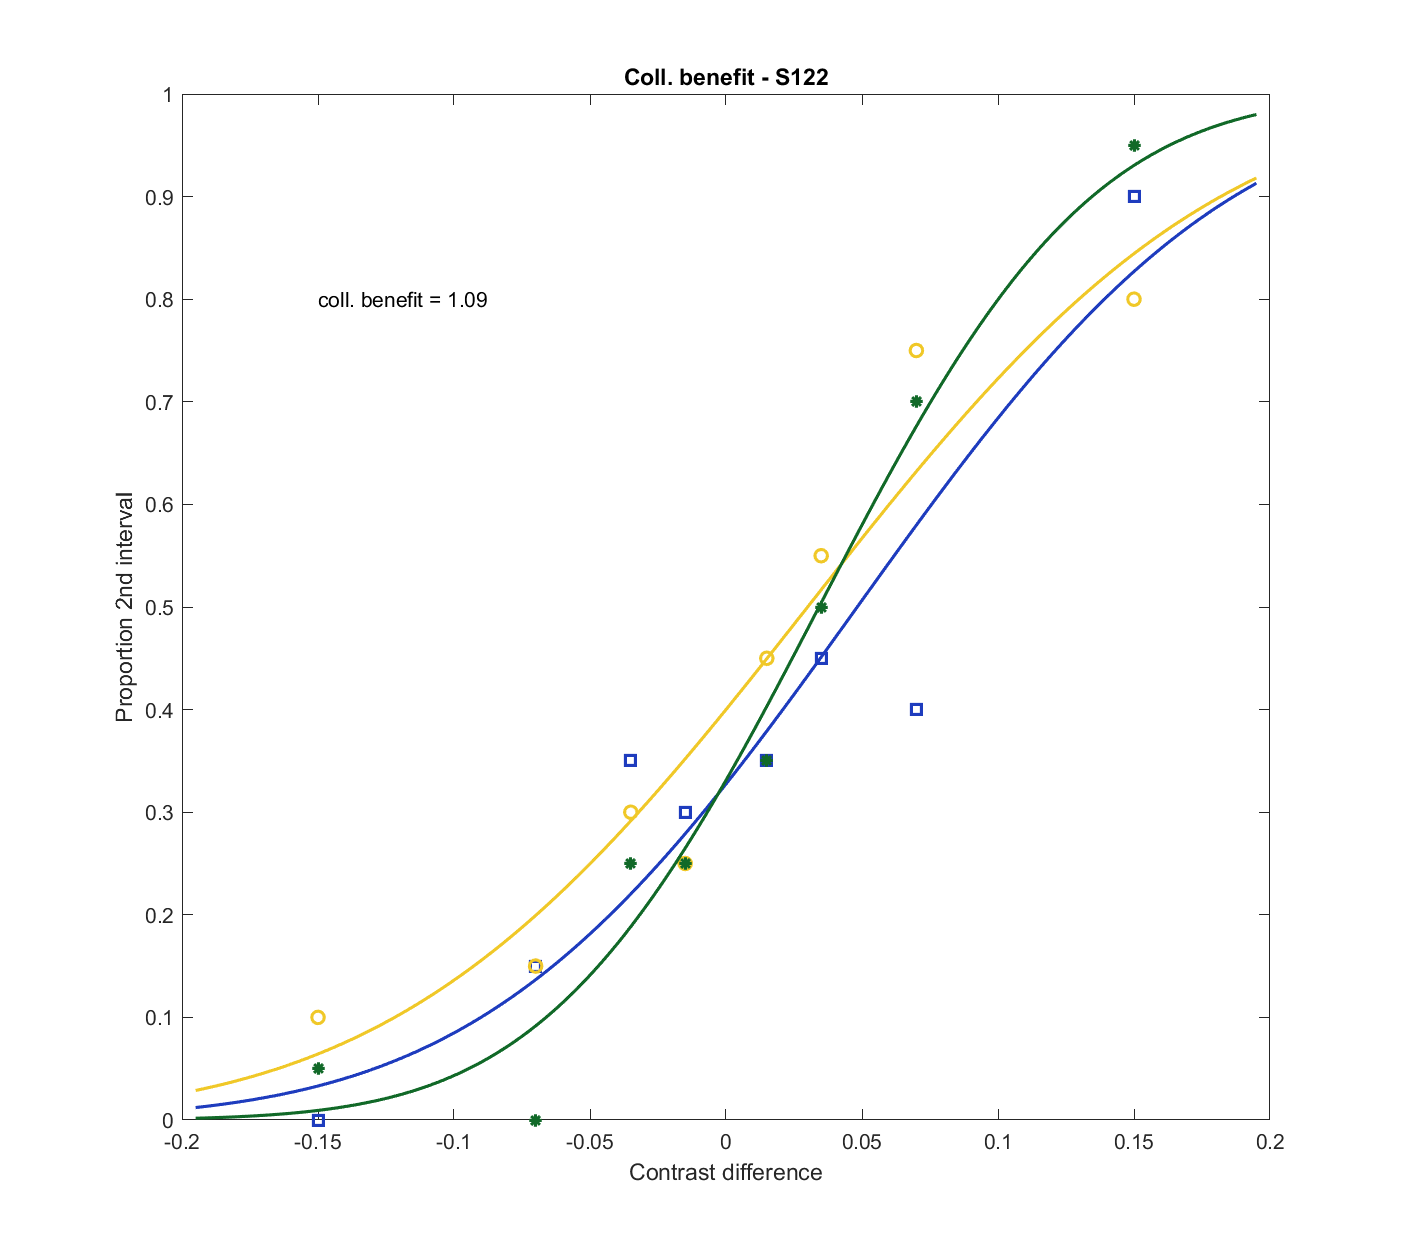 Coll. benefit - S122
1
0.9
0.8
0.7
0.6
0.5
0.4
0.3
0.2
0.1
0
coll. benefit = 1.09
Proportion 2nd interval
-0.2 -0.15 -0.1 -0.05 0 0.05 0.1 0.15 0.2
Contrast difference